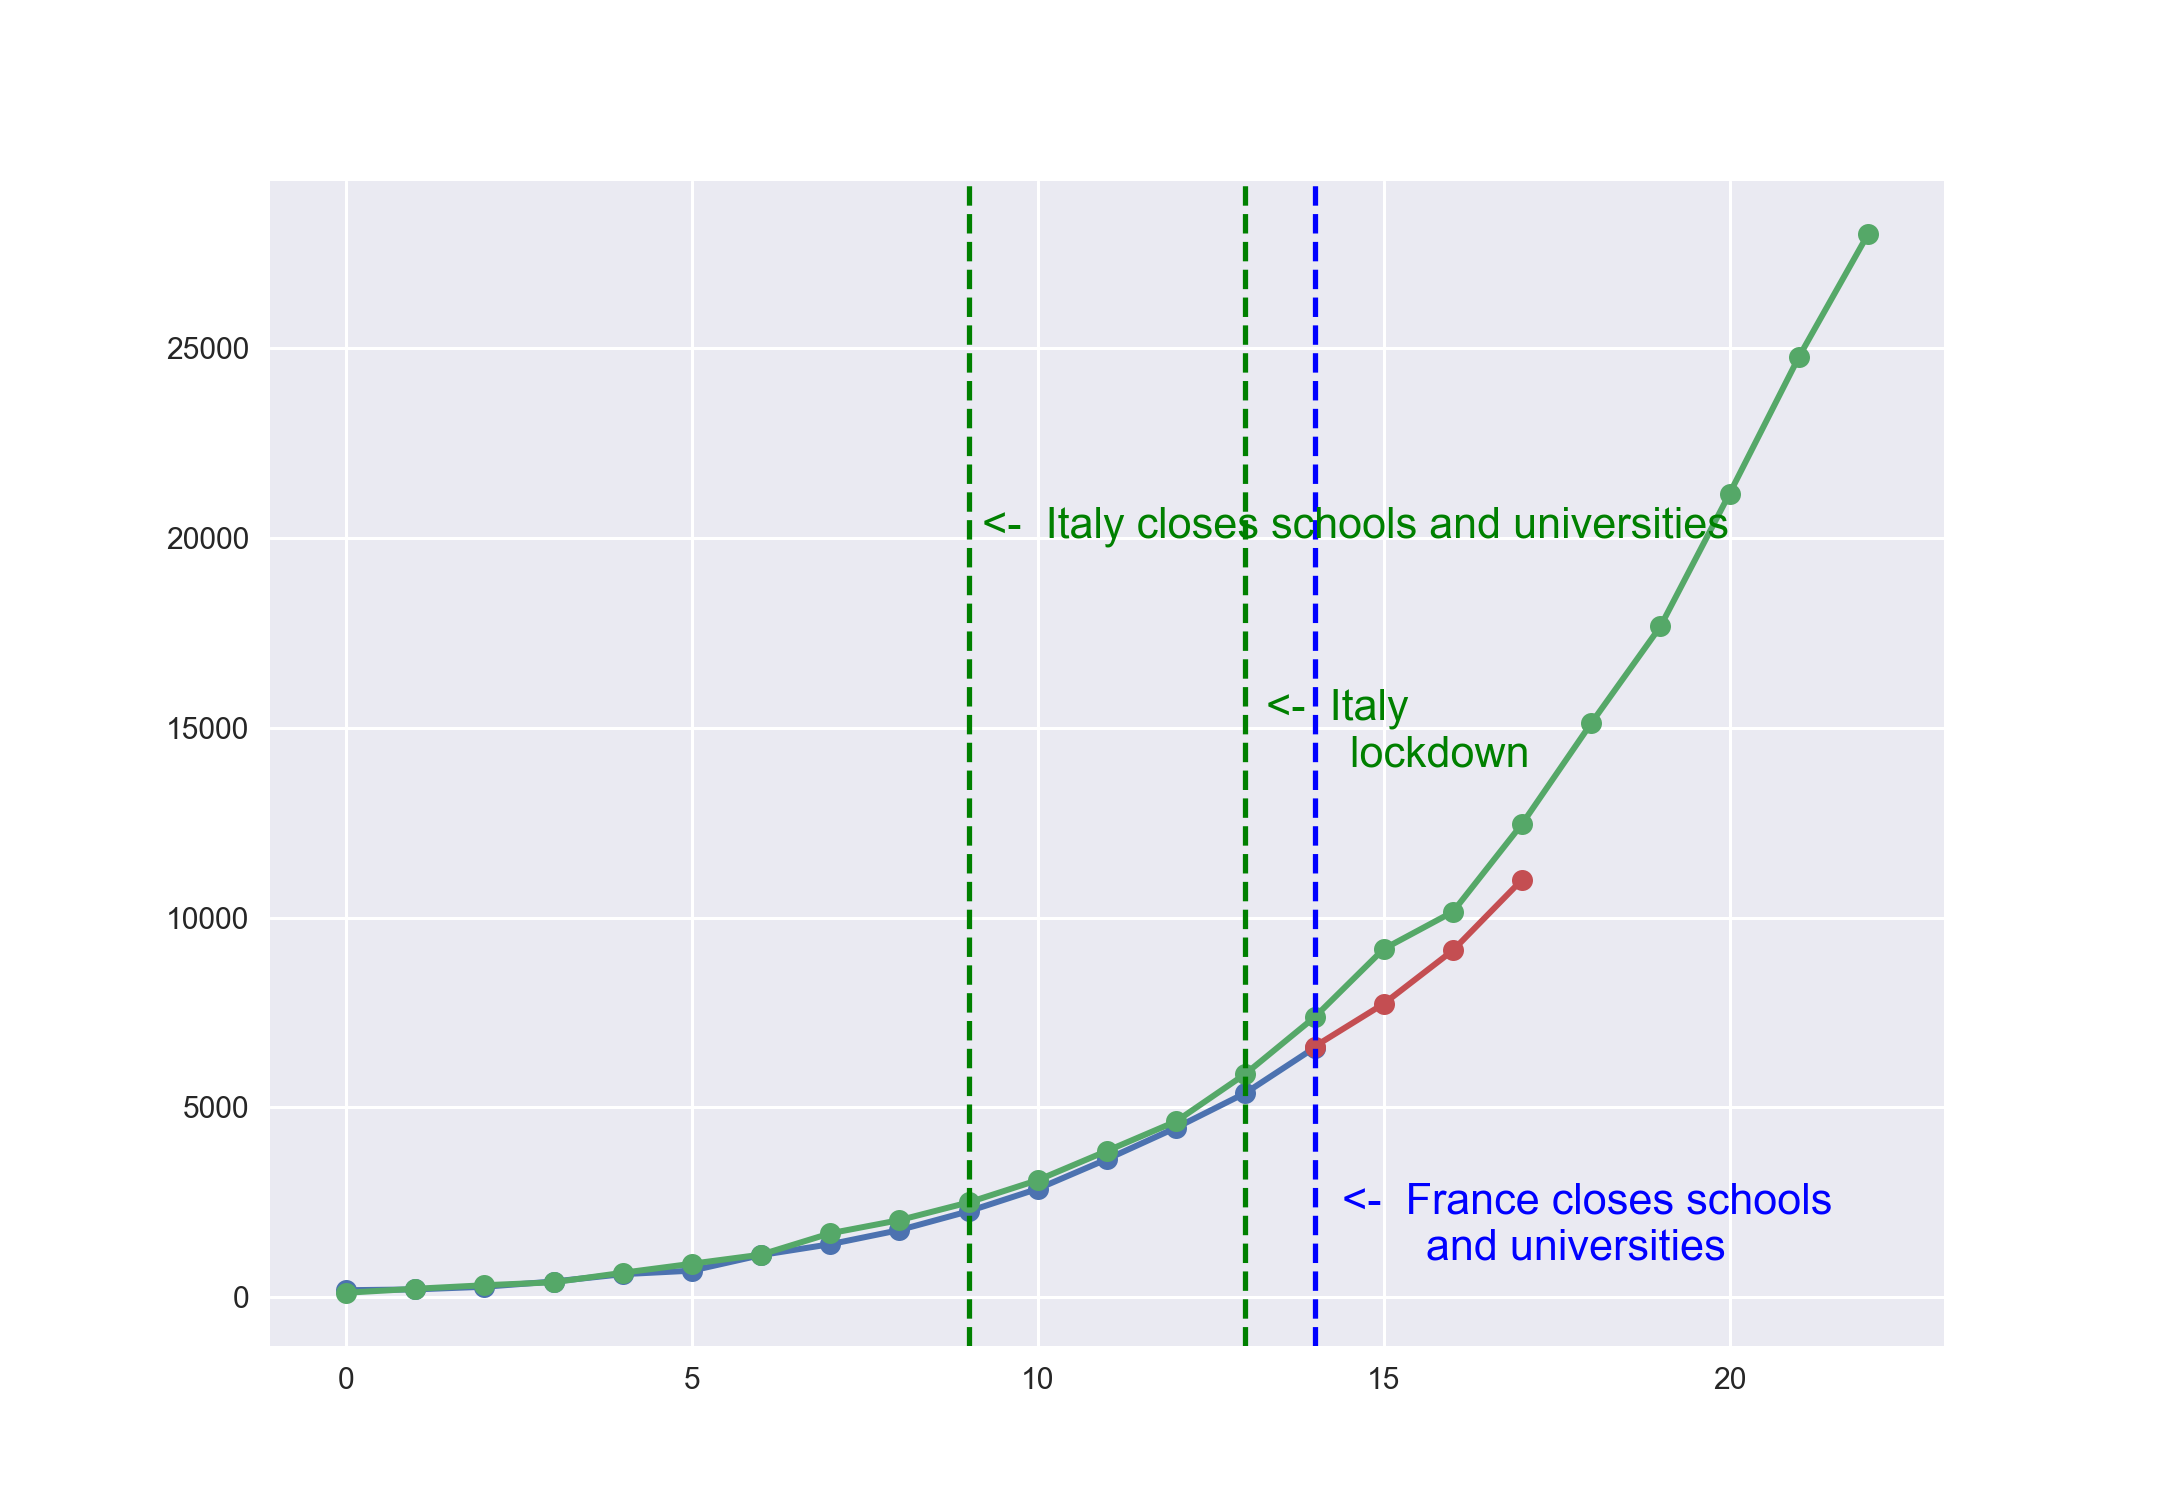 25000
20000
15000
10000
5000
0
<-  Italy closes schools and universities
<-  Italy
lockdown
<-  France closes schools
and universities
0 5 10 15 20